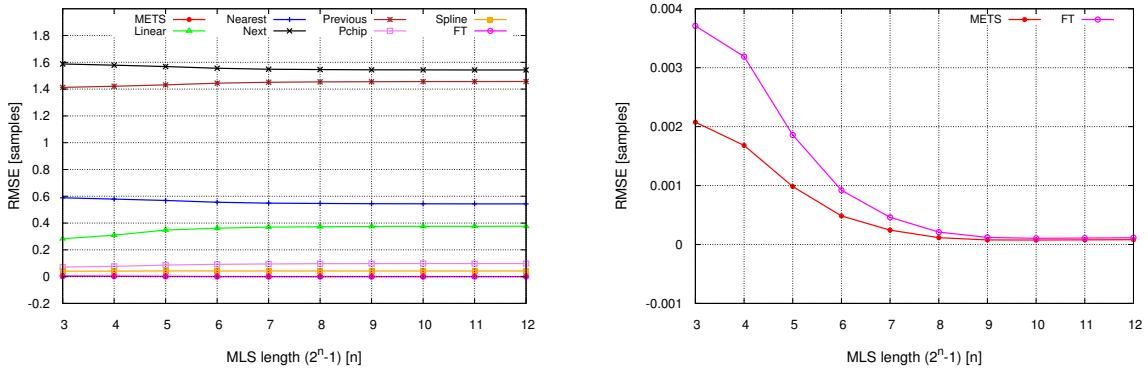 METS Nearest Previous Spline
Linear Next Pchip FT
1.8
1.6
1.4
1.2
1
0.8
0.6
0.4
0.2
0
-0.2
RMSE [samples]
3 4 5 6 7 8 9 10 11 12
MLS length (2^n-1) [n]
METS FT
0.004
0.003
0.002
0.001
0
-0.001
RMSE [samples]
3 4 5 6 7 8 9 10 11 12
MLS length (2^n-1) [n]